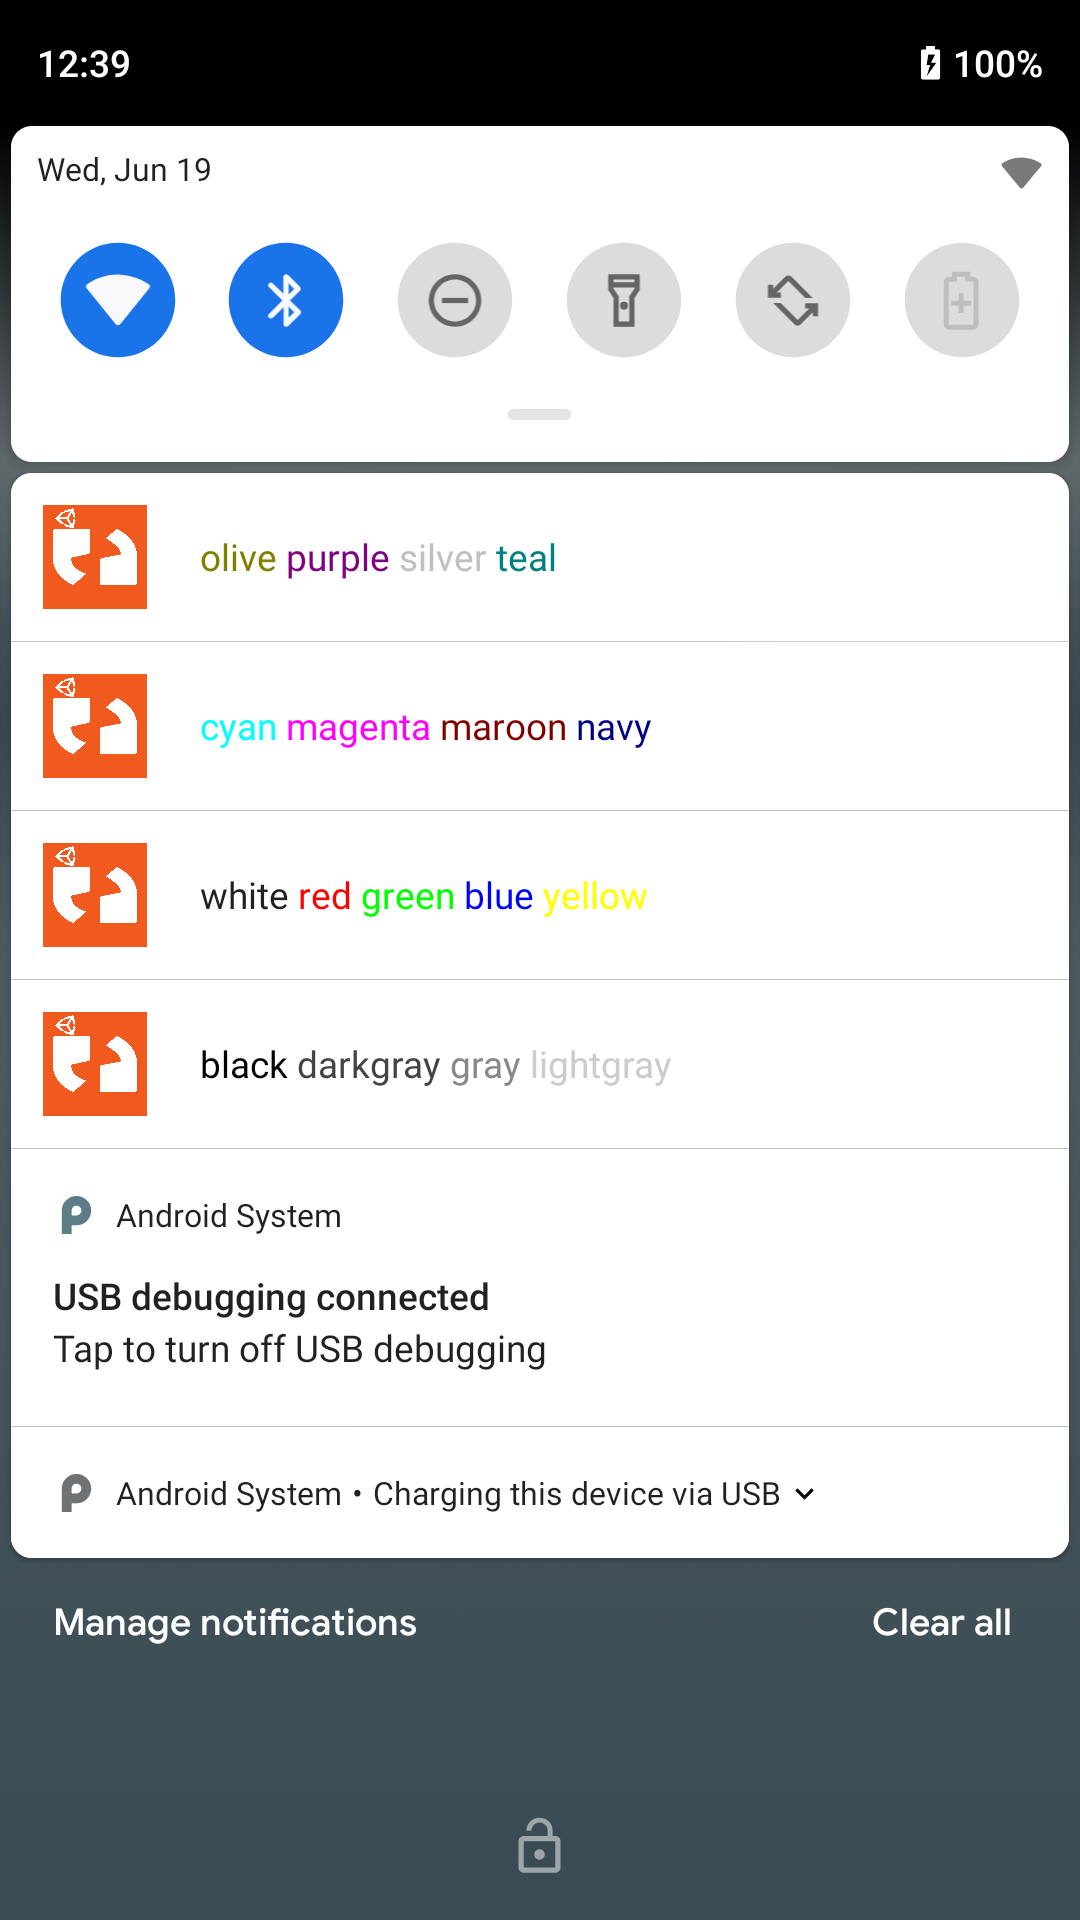 12:39 100%
Wed, Jun 19
olive purple silver teal
cyan magenta maroon navy
white red green blue yellow
black darkgray gray lightgray
Android System
USB debugging connected
Tap to turn off USB debugging
Android System • Charging this device via USB
Manage notifications Clear all